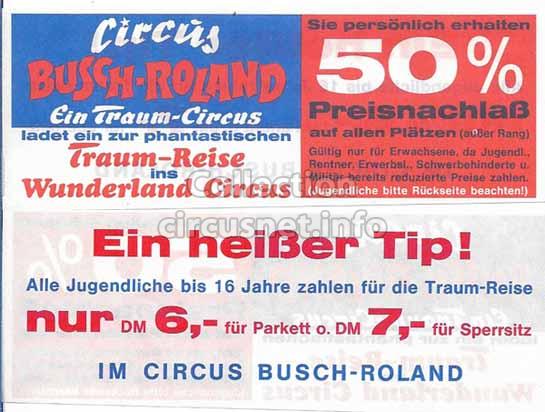 Circus
BUSCH-ROLAND
Ein Traum-Circus
ladet ein zur phantastischen
Traum-Reise
ins
Wunderland Circus
Sie persönlich erhalten
50%
Preisnachlaß
auf allen Plätzen (außer Rang)
Gültig nur für Erwachsene, da Jugendl.,
Rentner, Erwerbsl., Schwerbehinderte u.
Militär bereits reduzierte Preise zahlen.
(Jugendliche bitte Rückseite beachten!)
Collection
circusnet.info
Ein heißer Tip!
Alle Jugendliche bis 16 Jahre zahlen für die Traum-Reise
nur DM 6,- für Parkett o. DM 7,- für Sperrsitz
IM CIRCUS BUSCH-ROLAND